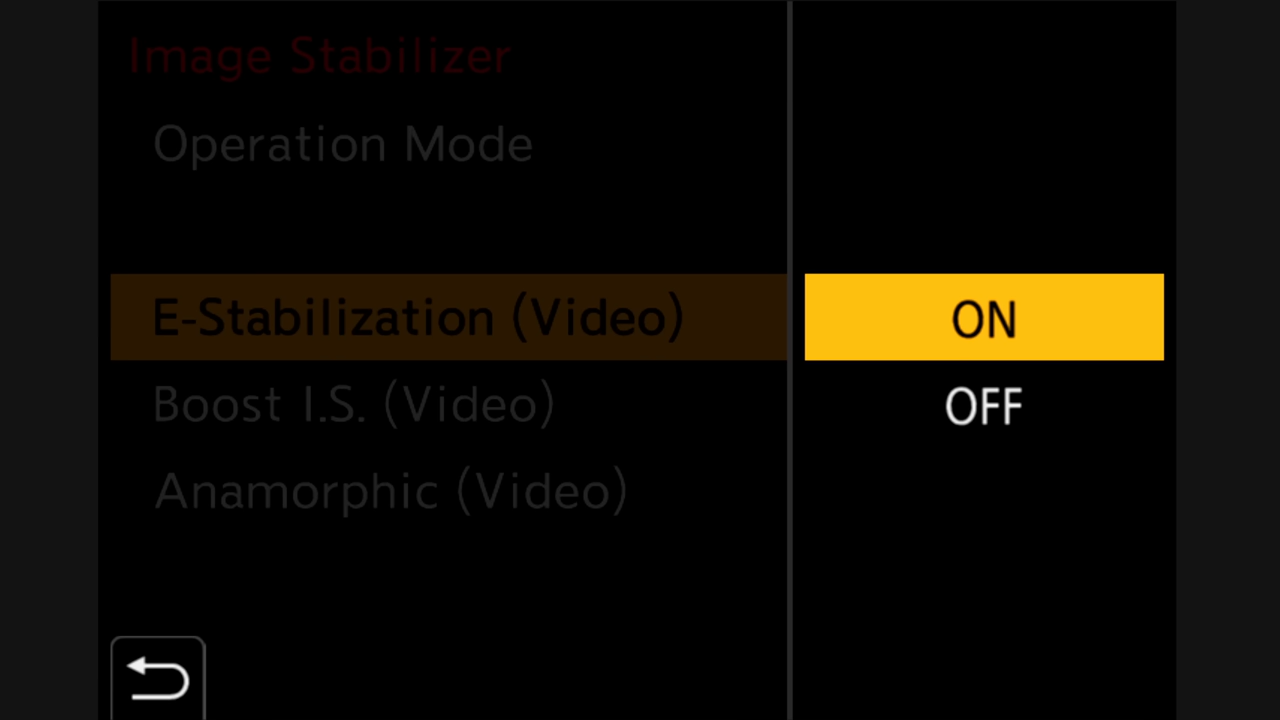 Image Stabilizer
Operation Mode
E-Stabilization (Video)
ON
Boost I.S. (Video)
OFF
Anamorphic (Video)